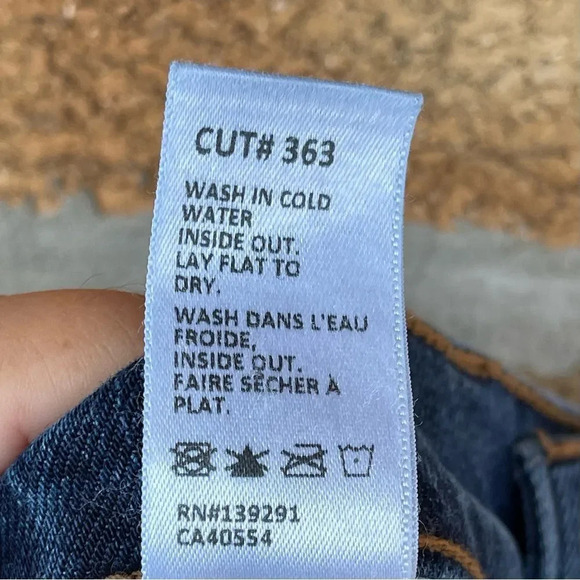 CUT# 363
WASH IN COLD
WATER
INSIDE OUT.
LAY FLAT TO
DRY.
WASH DANS L'EAU
FROIDE,
INSIDE OUT.
FAIRE SÊCHER À
PLAT.
RN#139291
CA40554